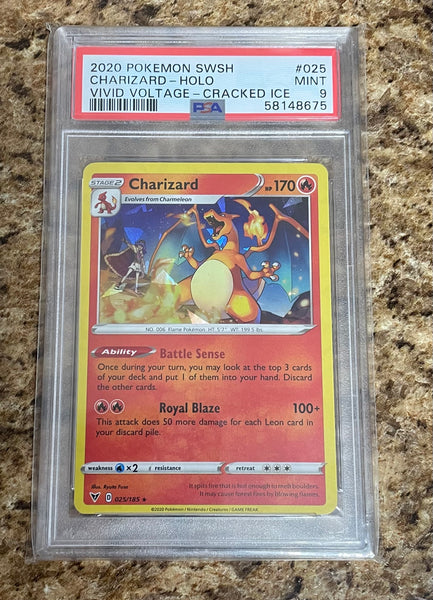 2020 POKEMON SWSH #025
CHARIZARD-HOLO MINT
VIVID VOLTAGE-CRACKED ICE 9
PSA 58148675
STAGE 2 Charizard HP 170
Evolves from Charmeleon
NO. 006 Flame Pokémon HT: 5'7" WT: 199.5 lbs.
Ability Battle Sense
Once during your turn, you may look at the top 3 cards
of your deck and put 1 of them into your hand. Discard
the other cards.
Royal Blaze 100+
This attack does 50 more damage for each Leon card in
your discard pile.
weakness ×2 resistance retreat
Illus. Ryuta Fuse
It spits fire that is hot enough to melt boulders.
It may cause forest fires by blowing flames.
D 025/185 ★
©2020 Pokémon / Nintendo / Creatures / GAME FREAK